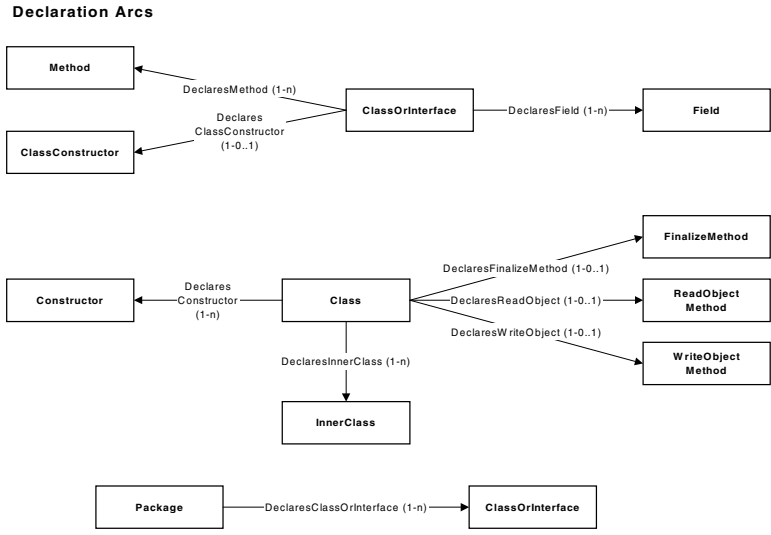 Declaration Arcs
Method
DeclaresMethod (1-n)
ClassOrInterface
DeclaresField (1-n)
Field
Declares
ClassConstructor
(1-0..1)
ClassConstructor
FinalizeMethod
DeclaresFinalizeMethod (1-0..1)
Constructor
Declares
Constructor
(1-n)
Class
DeclaresReadObject (1-0..1)
ReadObject
Method
DeclaresWriteObject (1-0..1)
WriteObject
Method
DeclaresInnerClass (1-n)
InnerClass
Package
DeclaresClassOrInterface (1-n)
ClassOrInterface